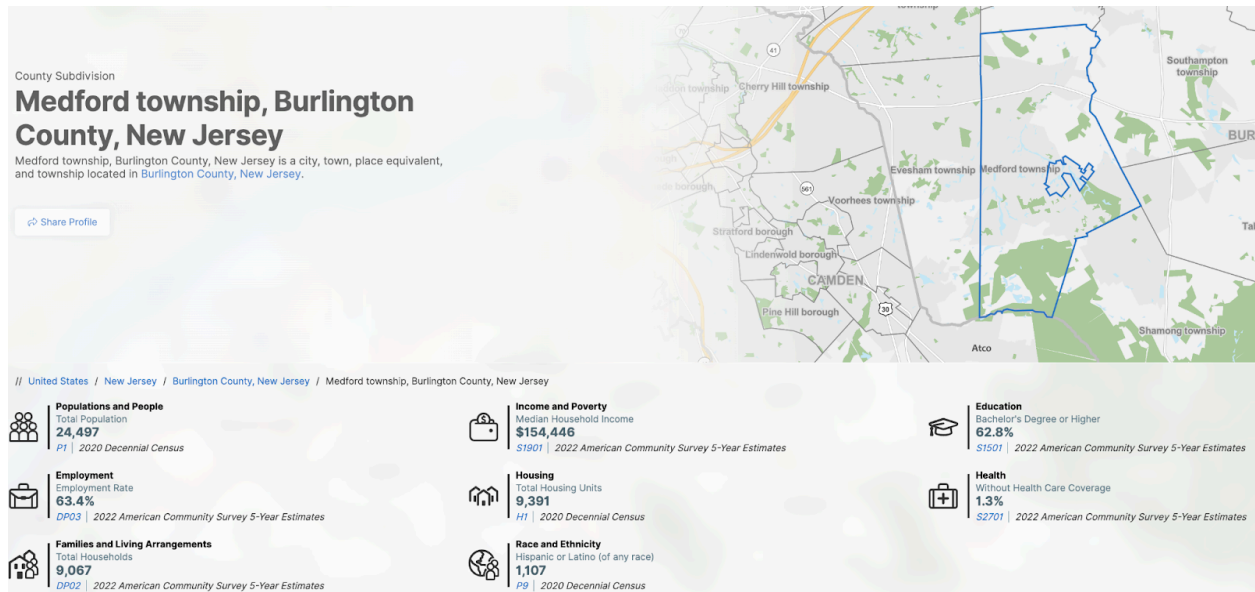 County Subdivision
Medford township, Burlington
County, New Jersey
Medford township, Burlington County, New Jersey is a city, town, place equivalent,
and township located in Burlington County, New Jersey.
Share Profile
township
41
Cherry Hill township
Southampton
township
BUR
Evesham township
Medford township
561
Voorhees township
Stratford borough
Lindenwold borough
CAMDEN
Pine Hill borough
30
Atco
Shamong township
// United States / New Jersey / Burlington County, New Jersey / Medford township, Burlington County, New Jersey
Populations and People
Total Population
24,497
P1 | 2020 Decennial Census
Income and Poverty
Median Household Income
$154,446
S1901 | 2022 American Community Survey 5-Year Estimates
Education
Bachelor's Degree or Higher
62.8%
S1501 | 2022 American Community Survey 5-Year Estimates
Employment
Employment Rate
63.4%
DP03 | 2022 American Community Survey 5-Year Estimates
Housing
Total Housing Units
9,391
H1 | 2020 Decennial Census
Health
Without Health Care Coverage
1.3%
S2701 | 2022 American Community Survey 5-Year Estimates
Families and Living Arrangements
Total Households
9,067
DP02 | 2022 American Community Survey 5-Year Estimates
Race and Ethnicity
Hispanic or Latino (of any race)
1,107
P9 | 2020 Decennial Census